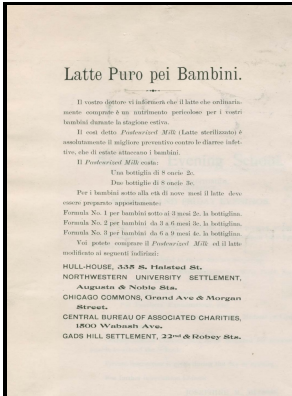 Latte Puro pei Bambini.
Il vostro dottore vi informerà che il latte che ordinaria-
mente comprate è un nutrimento pericoloso per i vostri
bambini durante la stagione estiva.
Il così detto Pasteurized Milk (Latte sterilizzato) è
assolutamente il migliore preventivo contro le diarree infet-
tive, che di estate attaccano i bambini.
Il Pasteurized Milk costa:
Una bottiglia di 8 oncie 2c.
Due bottiglie di 8 oncie 3c.
Per i bambini sotto alla età di nove mesi il latte deve
essere preparato appositamente:
Formula No. 1 per bambini sotto ai 3 mesi 2c. la bottiglina.
Formula No. 2 per bambini da 3 a 6 mesi 3c. la bottiglina.
Formula No. 3 per bambini da 6 a 9 mesi 4c. la bottiglina.
Voi potete comprare il Pasteurized Milk ed il latte
modificato ai seguenti indirizzi:
HULL-HOUSE, 335 S. Halsted St.
NORTHWESTERN UNIVERSITY SETTLEMENT,
Augusta & Noble Sts.
CHICAGO COMMONS, Grand Ave & Morgan
Street.
CENTRAL BUREAU OF ASSOCIATED CHARITIES,
1500 Wabash Ave.
GADS HILL SETTLEMENT, 22nd & Robey Sts.